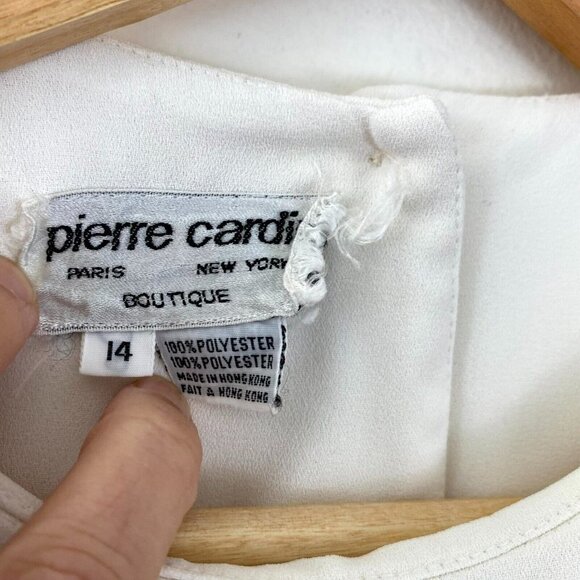 pierre cardi
PARIS NEW YORK
BOUTIQUE
14
100% POLYESTER
100% POLYESTER
MADE IN HONG KONG
FAIT A HONG KONG